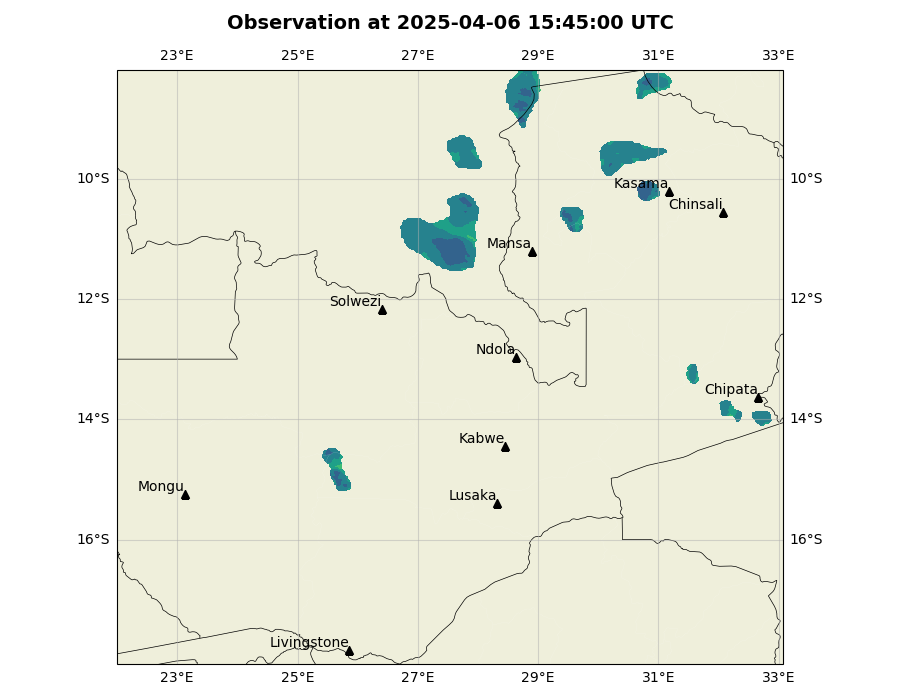 Observation at 2025-04-06 15:45:00 UTC
23°E 25°E 27°E 29°E 31°E 33°E
10°S 10°S
Kasama
Chinsali
Mansa
12°S 12°S
Solwezi
Ndola
Chipata
14°S 14°S
Kabwe
Mongu
Lusaka
16°S 16°S
Livingstone
23°E 25°E 27°E 29°E 31°E 33°E